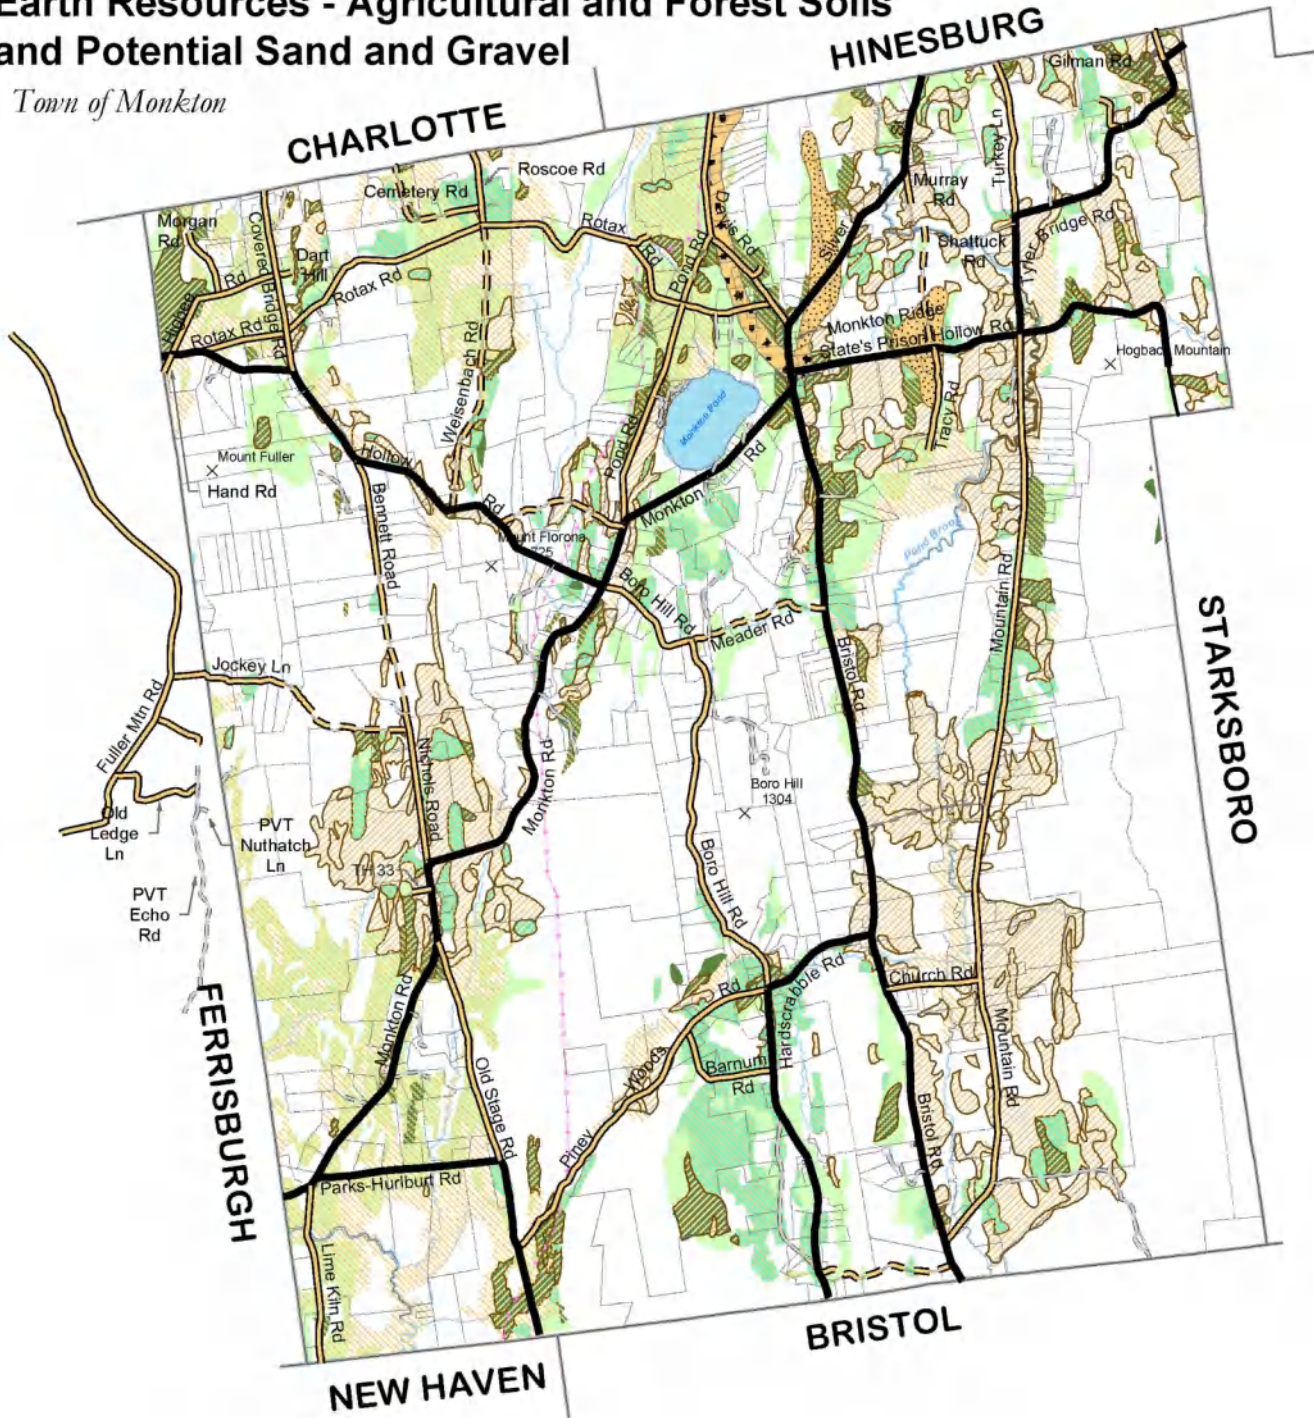 Earth Resources - Agricultural and Forest Soils
and Potential Sand and Gravel
Town of Monkton
HINESBURG
CHARLOTTE
Gilman Rd
Roscoe Rd
Cemetery Rd
Turkey Ln
St
Murray
Rd
Morgan
Rd
Covered Bridge Rd
Dart
Hill
Rd
Rotax
Rd
Davis Rd
Pond Rd
Silver
Shattuck
Rd
Tyler Bridge Rd
Rotax Rd
Rotax Rd
Monkton Ridge
State's Prison Hollow Rd
Hogback Mountain
Weisenbach Rd
Monkton Pond
Tracy Rd
Pond Rd
Mount Fuller
Hand Rd
Hollow
Rd
Monkton
Rd
Bennett Road
Mount Florona
725
Pond Brook
Mountain Rd
Boro Hill Rd
Meader Rd
Bristol Rd
STARKSBORO
Jockey Ln
Fuller Mtn Rd
Nichols Road
Monkton Rd
Boro Hill
1304
Old
Ledge
Ln
PVT
Nuthatch
Ln
TH 33
PVT
Echo
Rd
Boro Hill Rd
Hardscrabble Rd
Church Rd
FERRISBURGH
Monkton Rd
Rd
Woods
Piney
Barnum
Rd
Mountain Rd
Old Stage Rd
Bristol Rd
Parks-Hurlburt Rd
Lime Kiln Rd
BRISTOL
NEW HAVEN